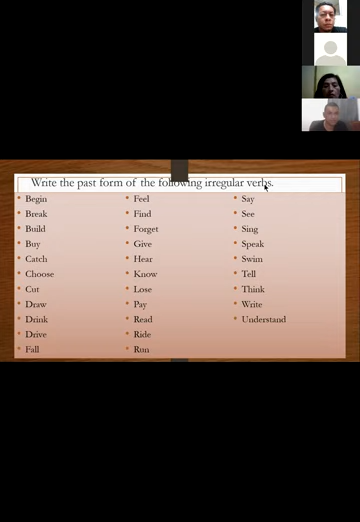 Write the past form of the following irregular verbs.
Begin
Break
Build
Buy
Catch
Choose
Cut
Draw
Drink
Drive
Fall
Feel
Find
Forget
Give
Hear
Know
Lose
Pay
Read
Ride
Run
Say
See
Sing
Speak
Swim
Tell
Think
Write
Understand